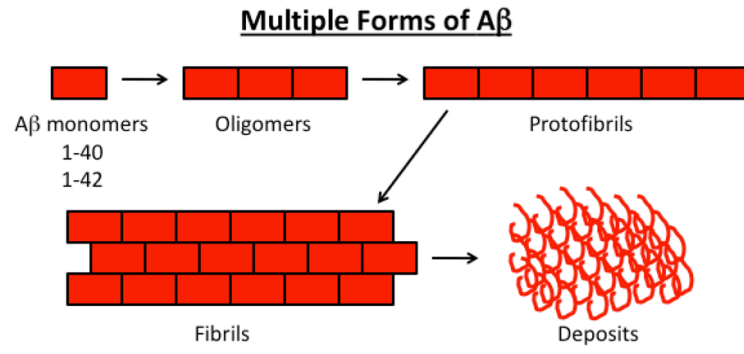 Multiple Forms of Aβ
Aβ monomers
1-40
1-42
Oligomers
Protofibrils
Fibrils
Deposits